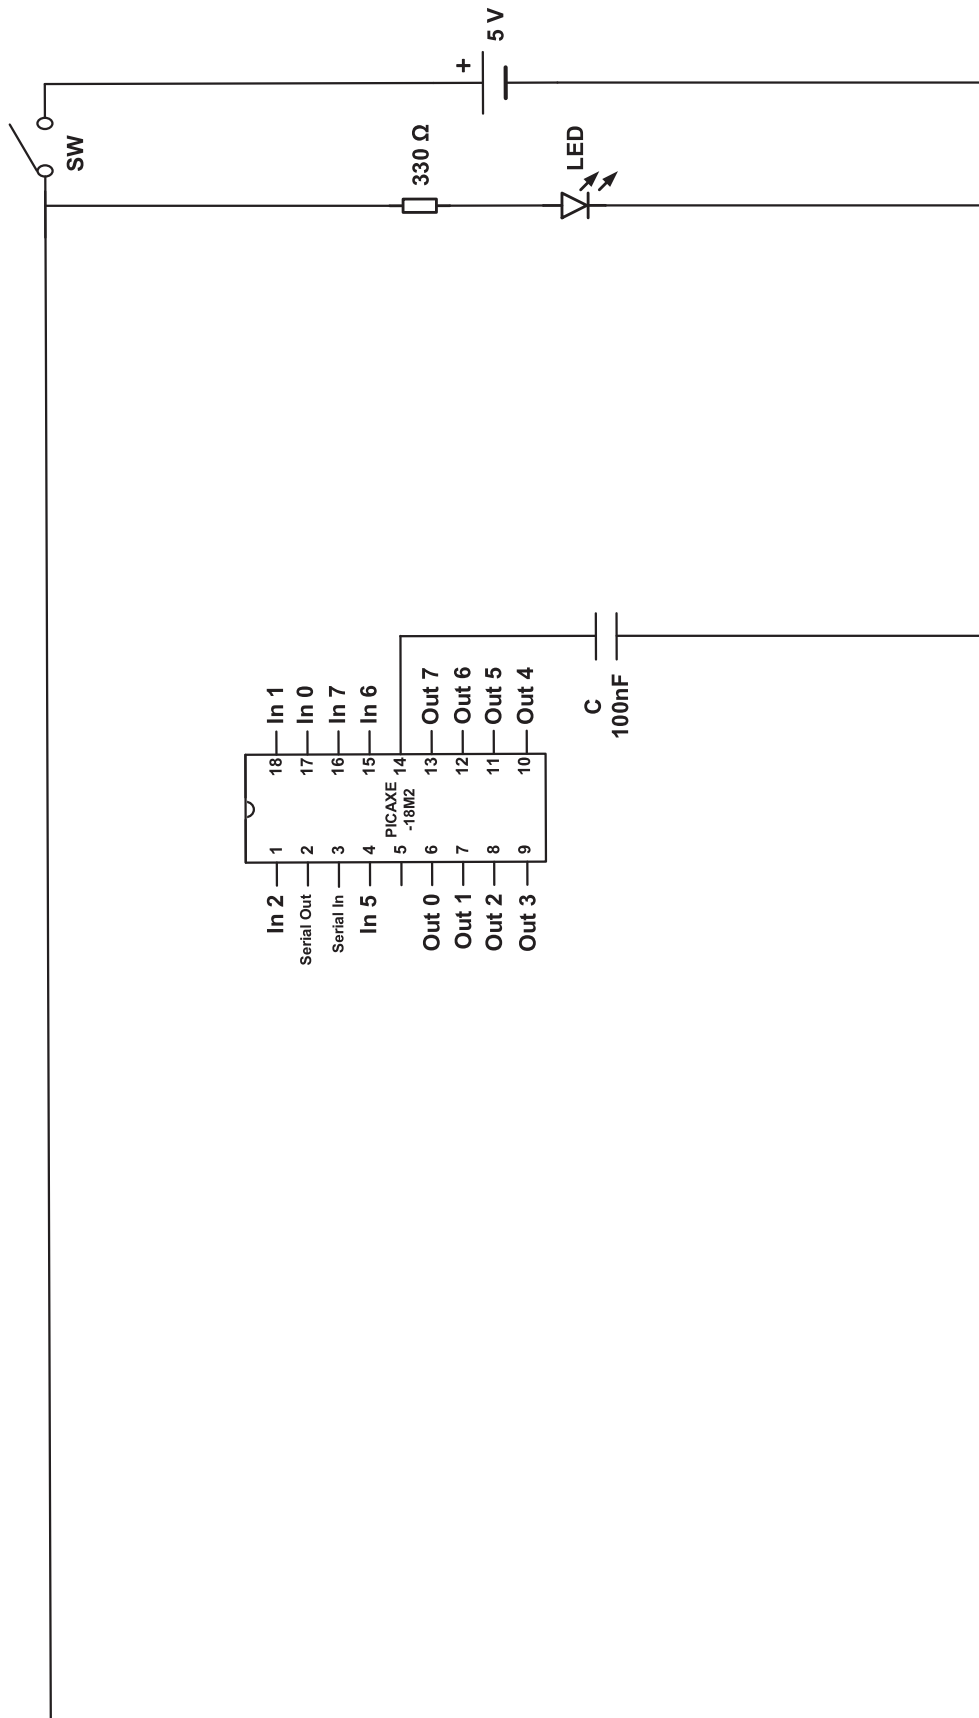 5 V
+
SW
330 Ω
LED
In 1
In 0
In 7
In 6
Out 7
Out 6
Out 5
Out 4
18
17
16
15
14
13
12
11
10
PICAXE
-18M2
1
2
3
4
5
6
7
8
9
In 2
Serial Out
Serial In
In 5
Out 0
Out 1
Out 2
Out 3
C
100nF